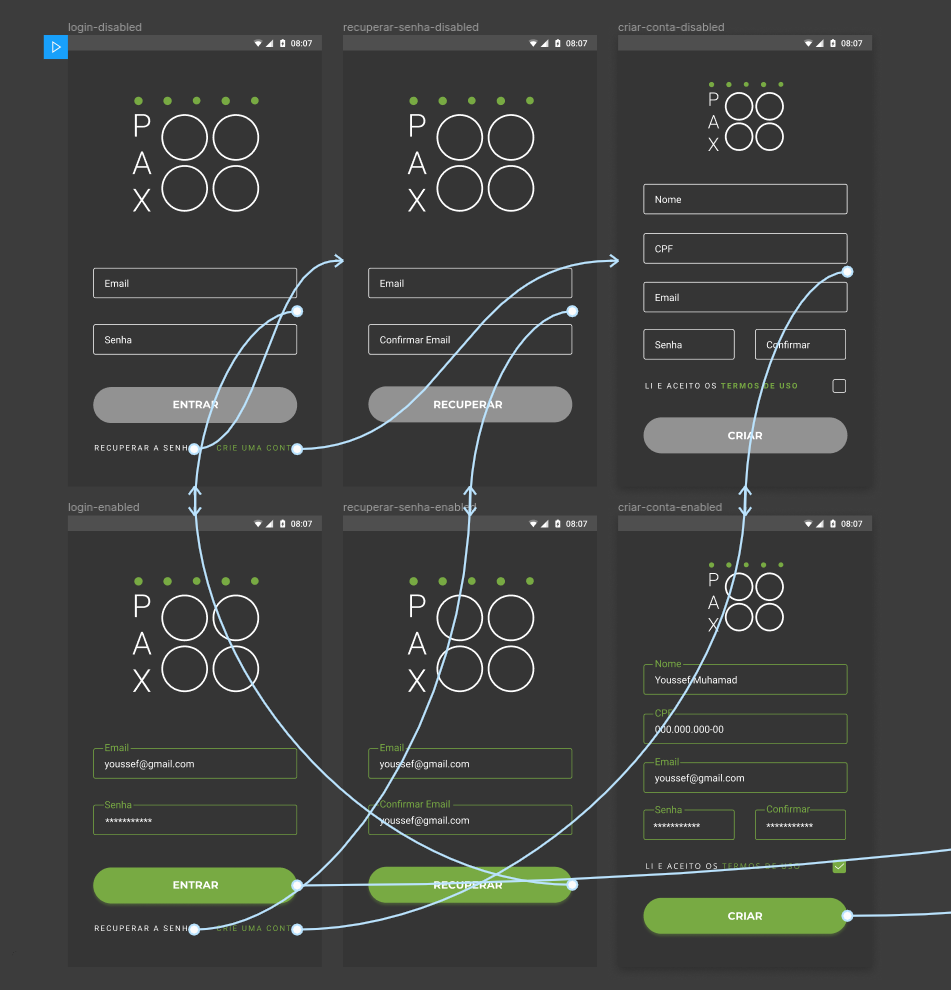 login-disabled
08:07
P
A
X
Email
Senha
ENTRAR
RECUPERAR A SENH
CRIE UMA CONT
recuperar-senha-disabled
08:07
P
A
X
Email
Confirmar Email
RECUPERAR
criar-conta-disabled
08:07
P
A
X
Nome
CPF
Email
Senha
Confirmar
LI E ACEITO OS TERMOS DE USO
CRIAR
login-enabled
08:07
P
A
X
Email
youssef@gmail.com
Senha
***********
ENTRAR
RECUPERAR A SENH
CRIE UMA CONT
recuperar-senha-enabled
08:07
P
A
X
Email
youssef@gmail.com
Confirmar Email
youssef@gmail.com
RECUPERAR
criar-conta-enabled
08:07
P
A
X
Nome
Youssef Muhamad
CPF
000.000.000-00
Email
youssef@gmail.com
Senha
***********
Confirmar
***********
LI E ACEITO OS TERMOS DE USO
CRIAR